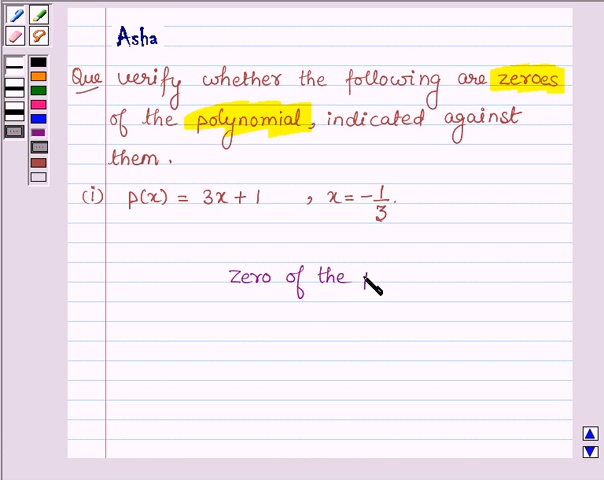 Asha
Que verify whether the following are zeroes
of the polynomial, indicated against
them.
(i) p(x) = 3x + 1 , x = -1/3.
zero of the